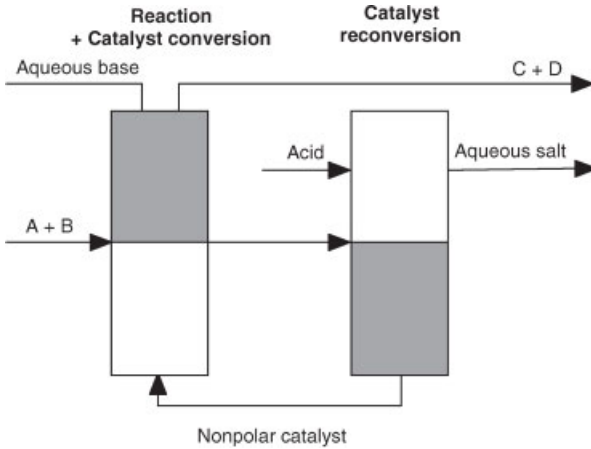 Reaction
+ Catalyst conversion
Catalyst
reconversion
Aqueous base
C + D
Acid
Aqueous salt
A + B
Nonpolar catalyst